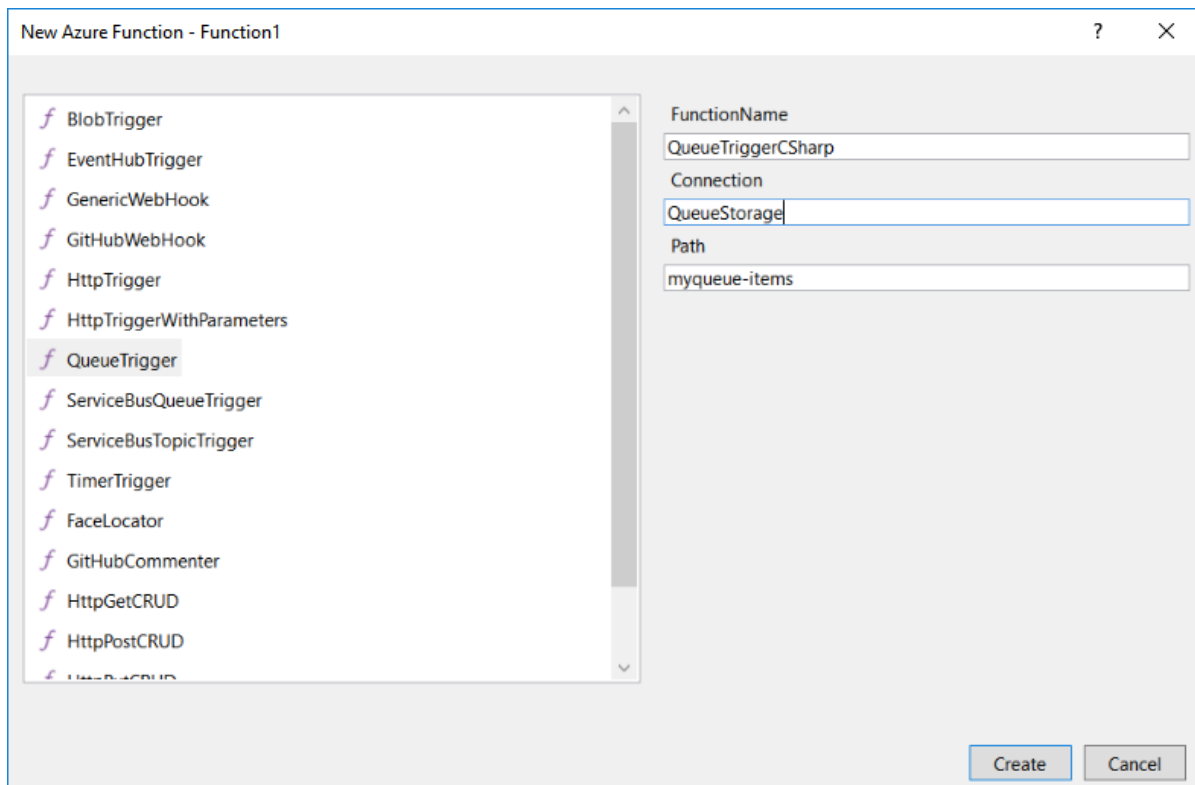 New Azure Function - Function1
?
BlobTrigger
EventHubTrigger
GenericWebHook
GitHubWebHook
HttpTrigger
HttpTriggerWithParameters
QueueTrigger
ServiceBusQueueTrigger
ServiceBusTopicTrigger
TimerTrigger
FaceLocator
GitHubCommenter
HttpGetCRUD
HttpPostCRUD
HttpPutCRUD
FunctionName
QueueTriggerCSharp
Connection
QueueStorage
Path
myqueue-items
Create
Cancel